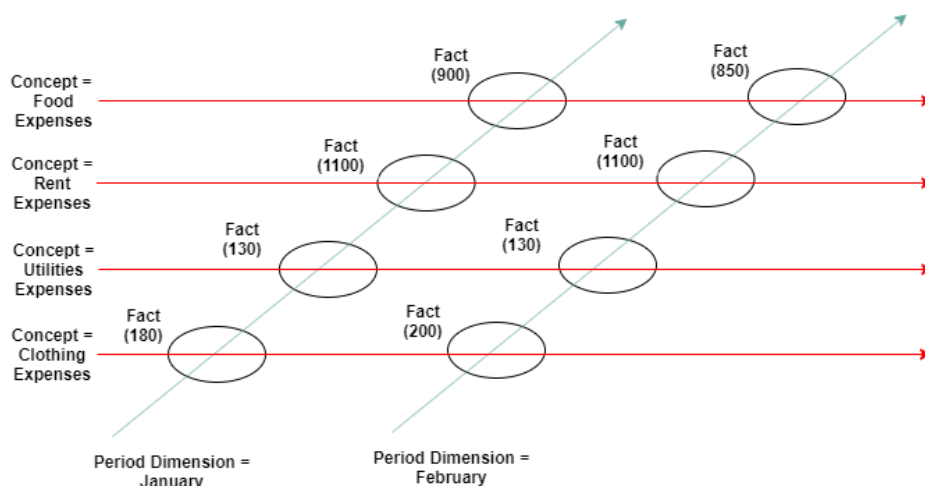 Fact
(900)
Fact
(850)
Concept =
Food
Expenses
Fact
(1100)
Fact
(1100)
Concept =
Rent
Expenses
Fact
(130)
Fact
(130)
Concept =
Utilities
Expenses
Fact
(180)
Fact
(200)
Concept =
Clothing
Expenses
Period Dimension =
January
Period Dimension =
February